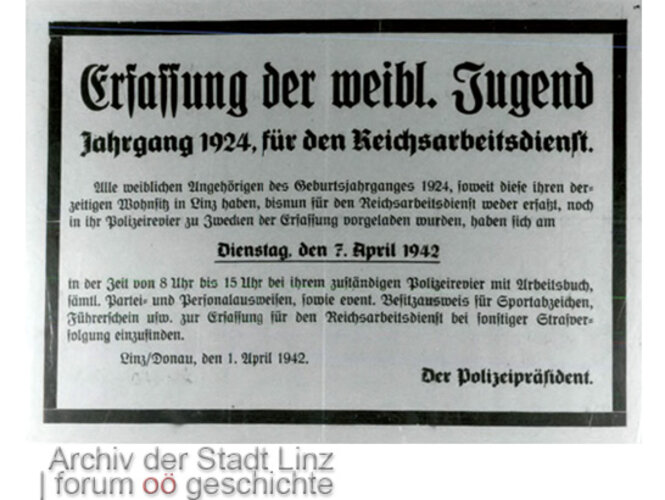 Erfassung der weibl. Jugend
Jahrgang 1924, für den Reichsarbeitsdienst.
Alle weiblichen Angehörigen des Geburtsjahrganges 1924, soweit diese ihren der-
zeitigen Wohnsitz in Linz haben, bisnun für den Reichsarbeitsdienst weder erfaßt, noch
in ihr Polizeirevier zu Zwecken der Erfassung vorgeladen wurden, haben sich am
Dienstag, den 7. April 1942
in der Zeit von 8 Uhr bis 15 Uhr bei ihrem zuständigen Polizeirevier mit Arbeitsbuch,
sämtl. Partei- und Personalausweisen, sowie event. Besitzausweis für Sportabzeichen,
Führerschein usw. zur Erfassung für den Reichsarbeitsdienst bei sonstiger Strafver-
folgung einzufinden.
Linz/Donau, den 1. April 1942.
Der Polizeipräsident.
Archiv der Stadt Linz
| forum oö geschichte